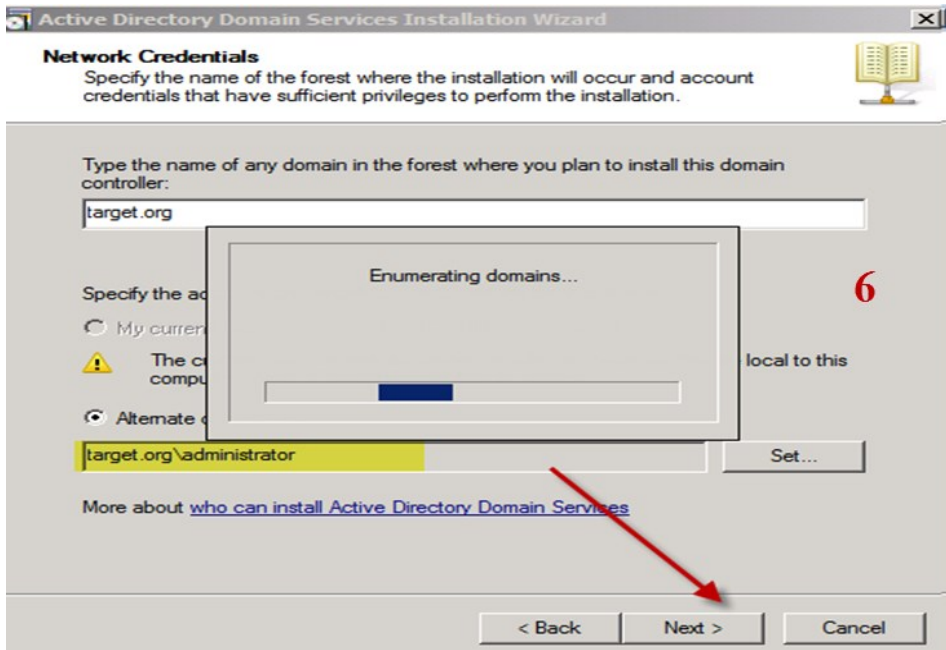 Active Directory Domain Services Installation Wizard
Network Credentials
Specify the name of the forest where the installation will occur and account
credentials that have sufficient privileges to perform the installation.
Type the name of any domain in the forest where you plan to install this domain
controller:
target.org
Enumerating domains...
6
Specify the ac
My curren
The cu
local to this
compu
Alternate c
target.org\administrator
Set...
More about who can install Active Directory Domain Services
< Back
Next >
Cancel